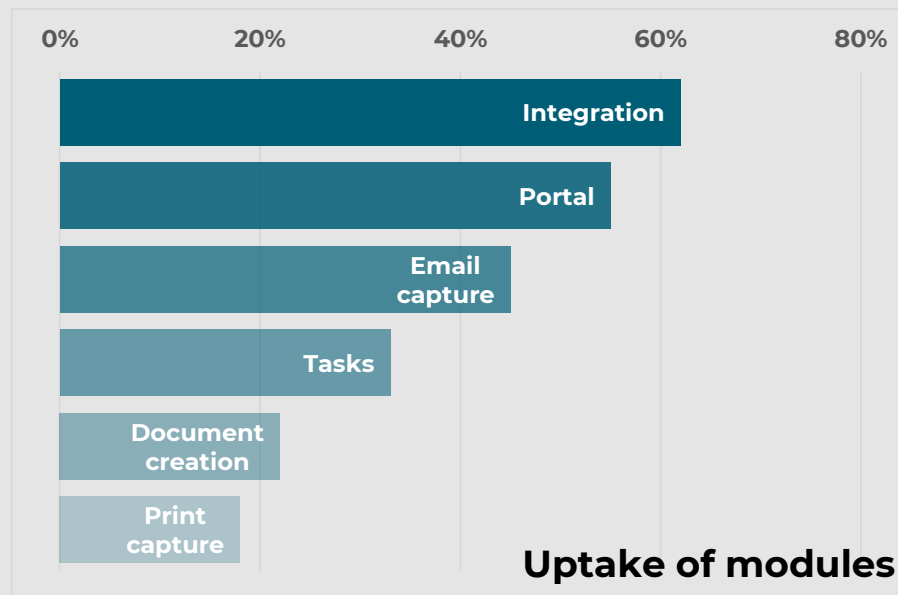 0% 20% 40% 60% 80%
Integration
Portal
Email
capture
Tasks
Document
creation
Print
capture
Uptake of modules